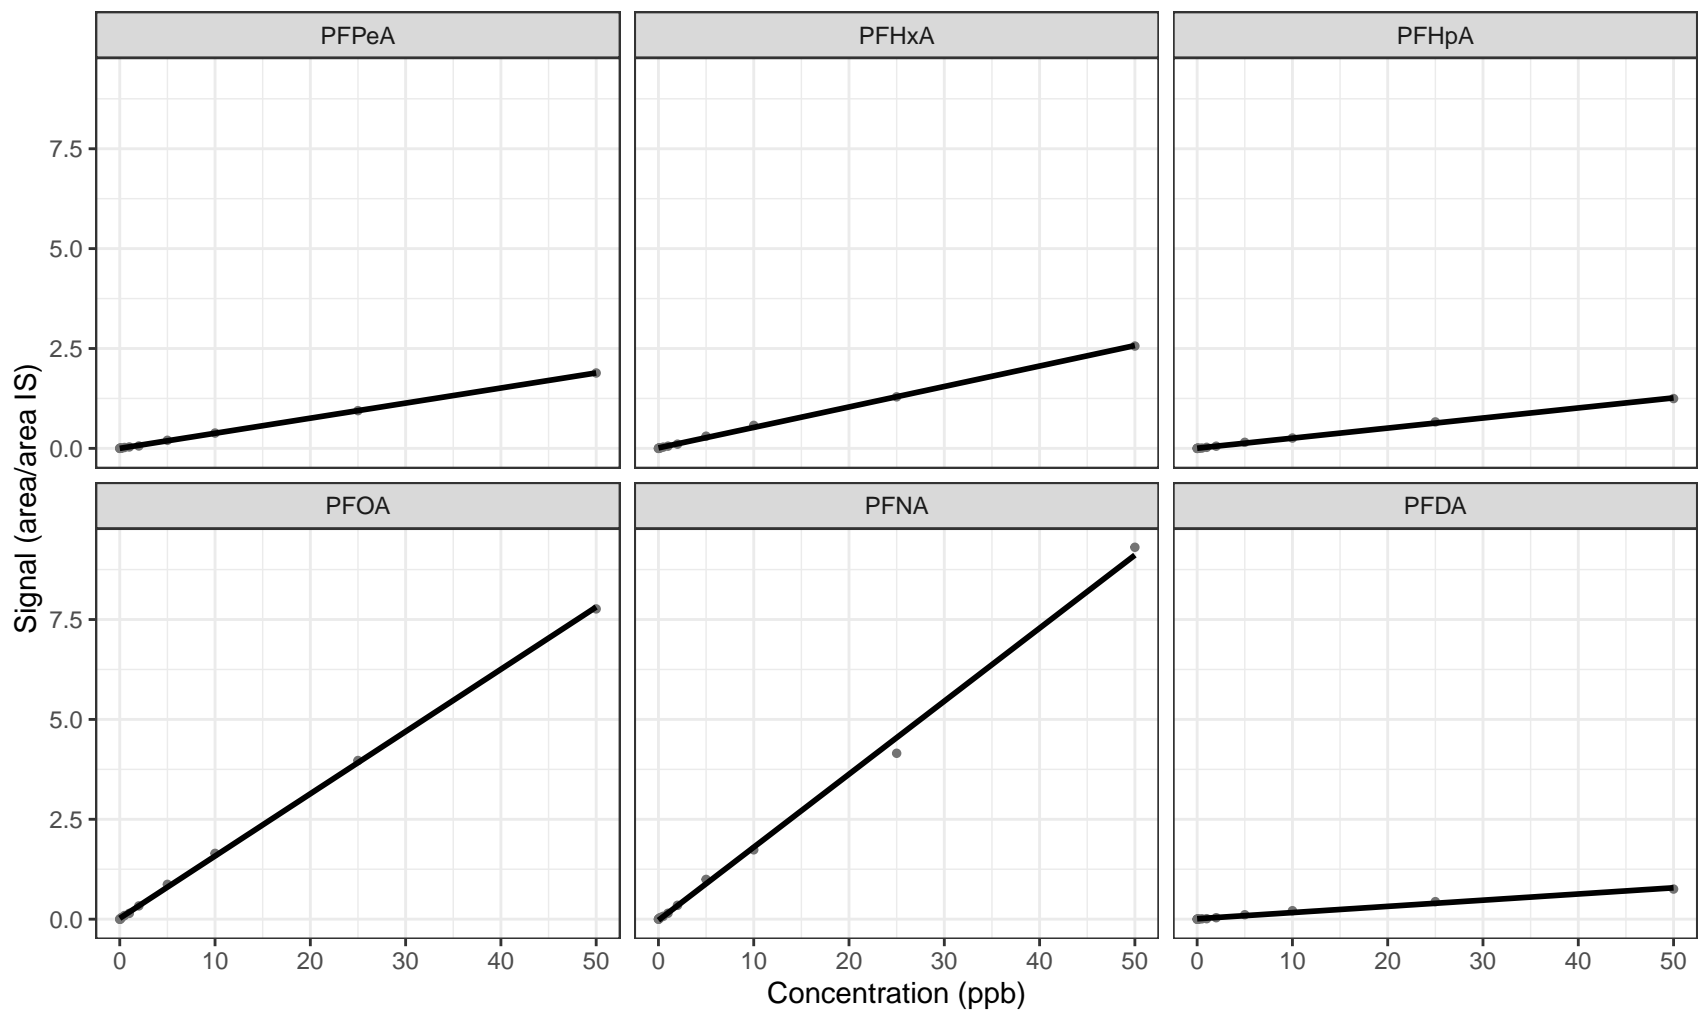 PFPeA PFHxA PFHpA
7.5
5.0
2.5
0.0
Signal (area/area IS)
PFOA PFNA PFDA
7.5
5.0
2.5
0.0
0 10 20 30 40 50 0 10 20 30 40 50 0 10 20 30 40 50
Concentration (ppb)